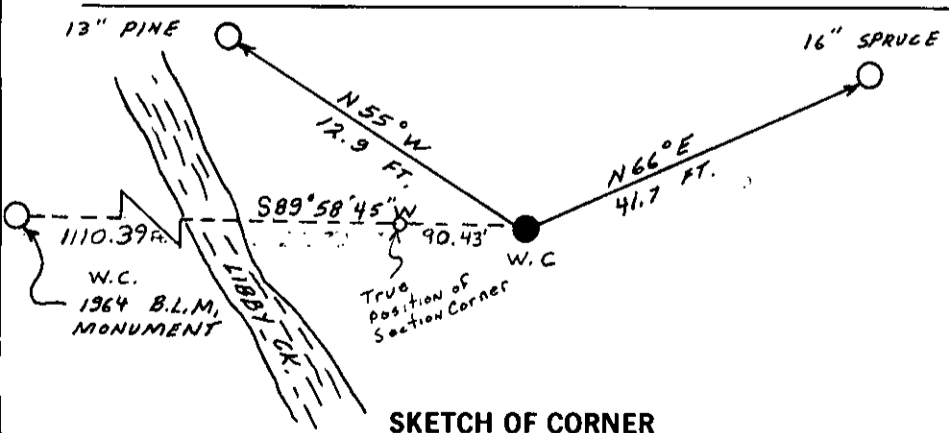 13" PINE
16" SPRUCE
N 55° W
12.9 FT.
N 66° E
41.7 FT.
S89°58'45"W
1110.39 Ft.
90.43'
W.C
W.C.
1964 B.L.M.
MONUMENT
True
position of
Section Corner
LIBBY CK.
SKETCH OF CORNER